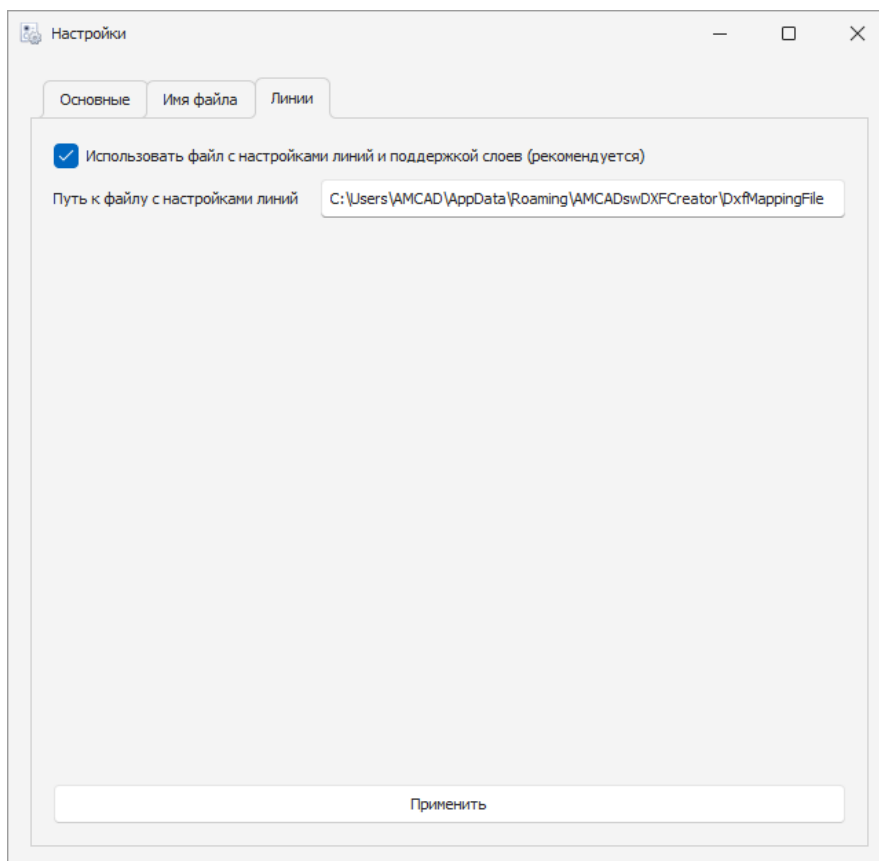 Настройки
Основные Имя файла Линии
Использовать файл с настройками линий и поддержкой слоев (рекомендуется)
Путь к файлу с настройками линий C:\Users\AMCAD\AppData\Roaming\AMCADswDXFCreator\DxfMappingFile
Применить